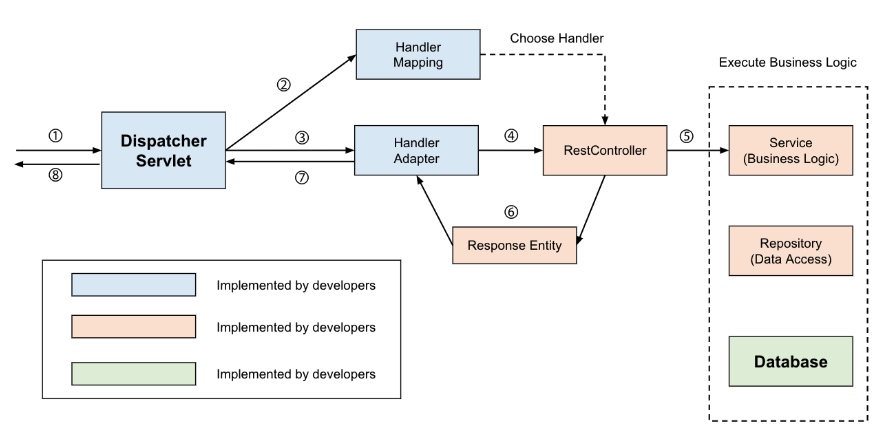 Choose Handler
Handler
Mapping
②
Execute Business Logic
①
Dispatcher
Servlet
③
Handler
Adapter
④
RestController
⑤
Service
(Business Logic)
⑧
⑦
⑥
Response Entity
Repository
(Data Access)
Implemented by developers
Implemented by developers
Implemented by developers
Database